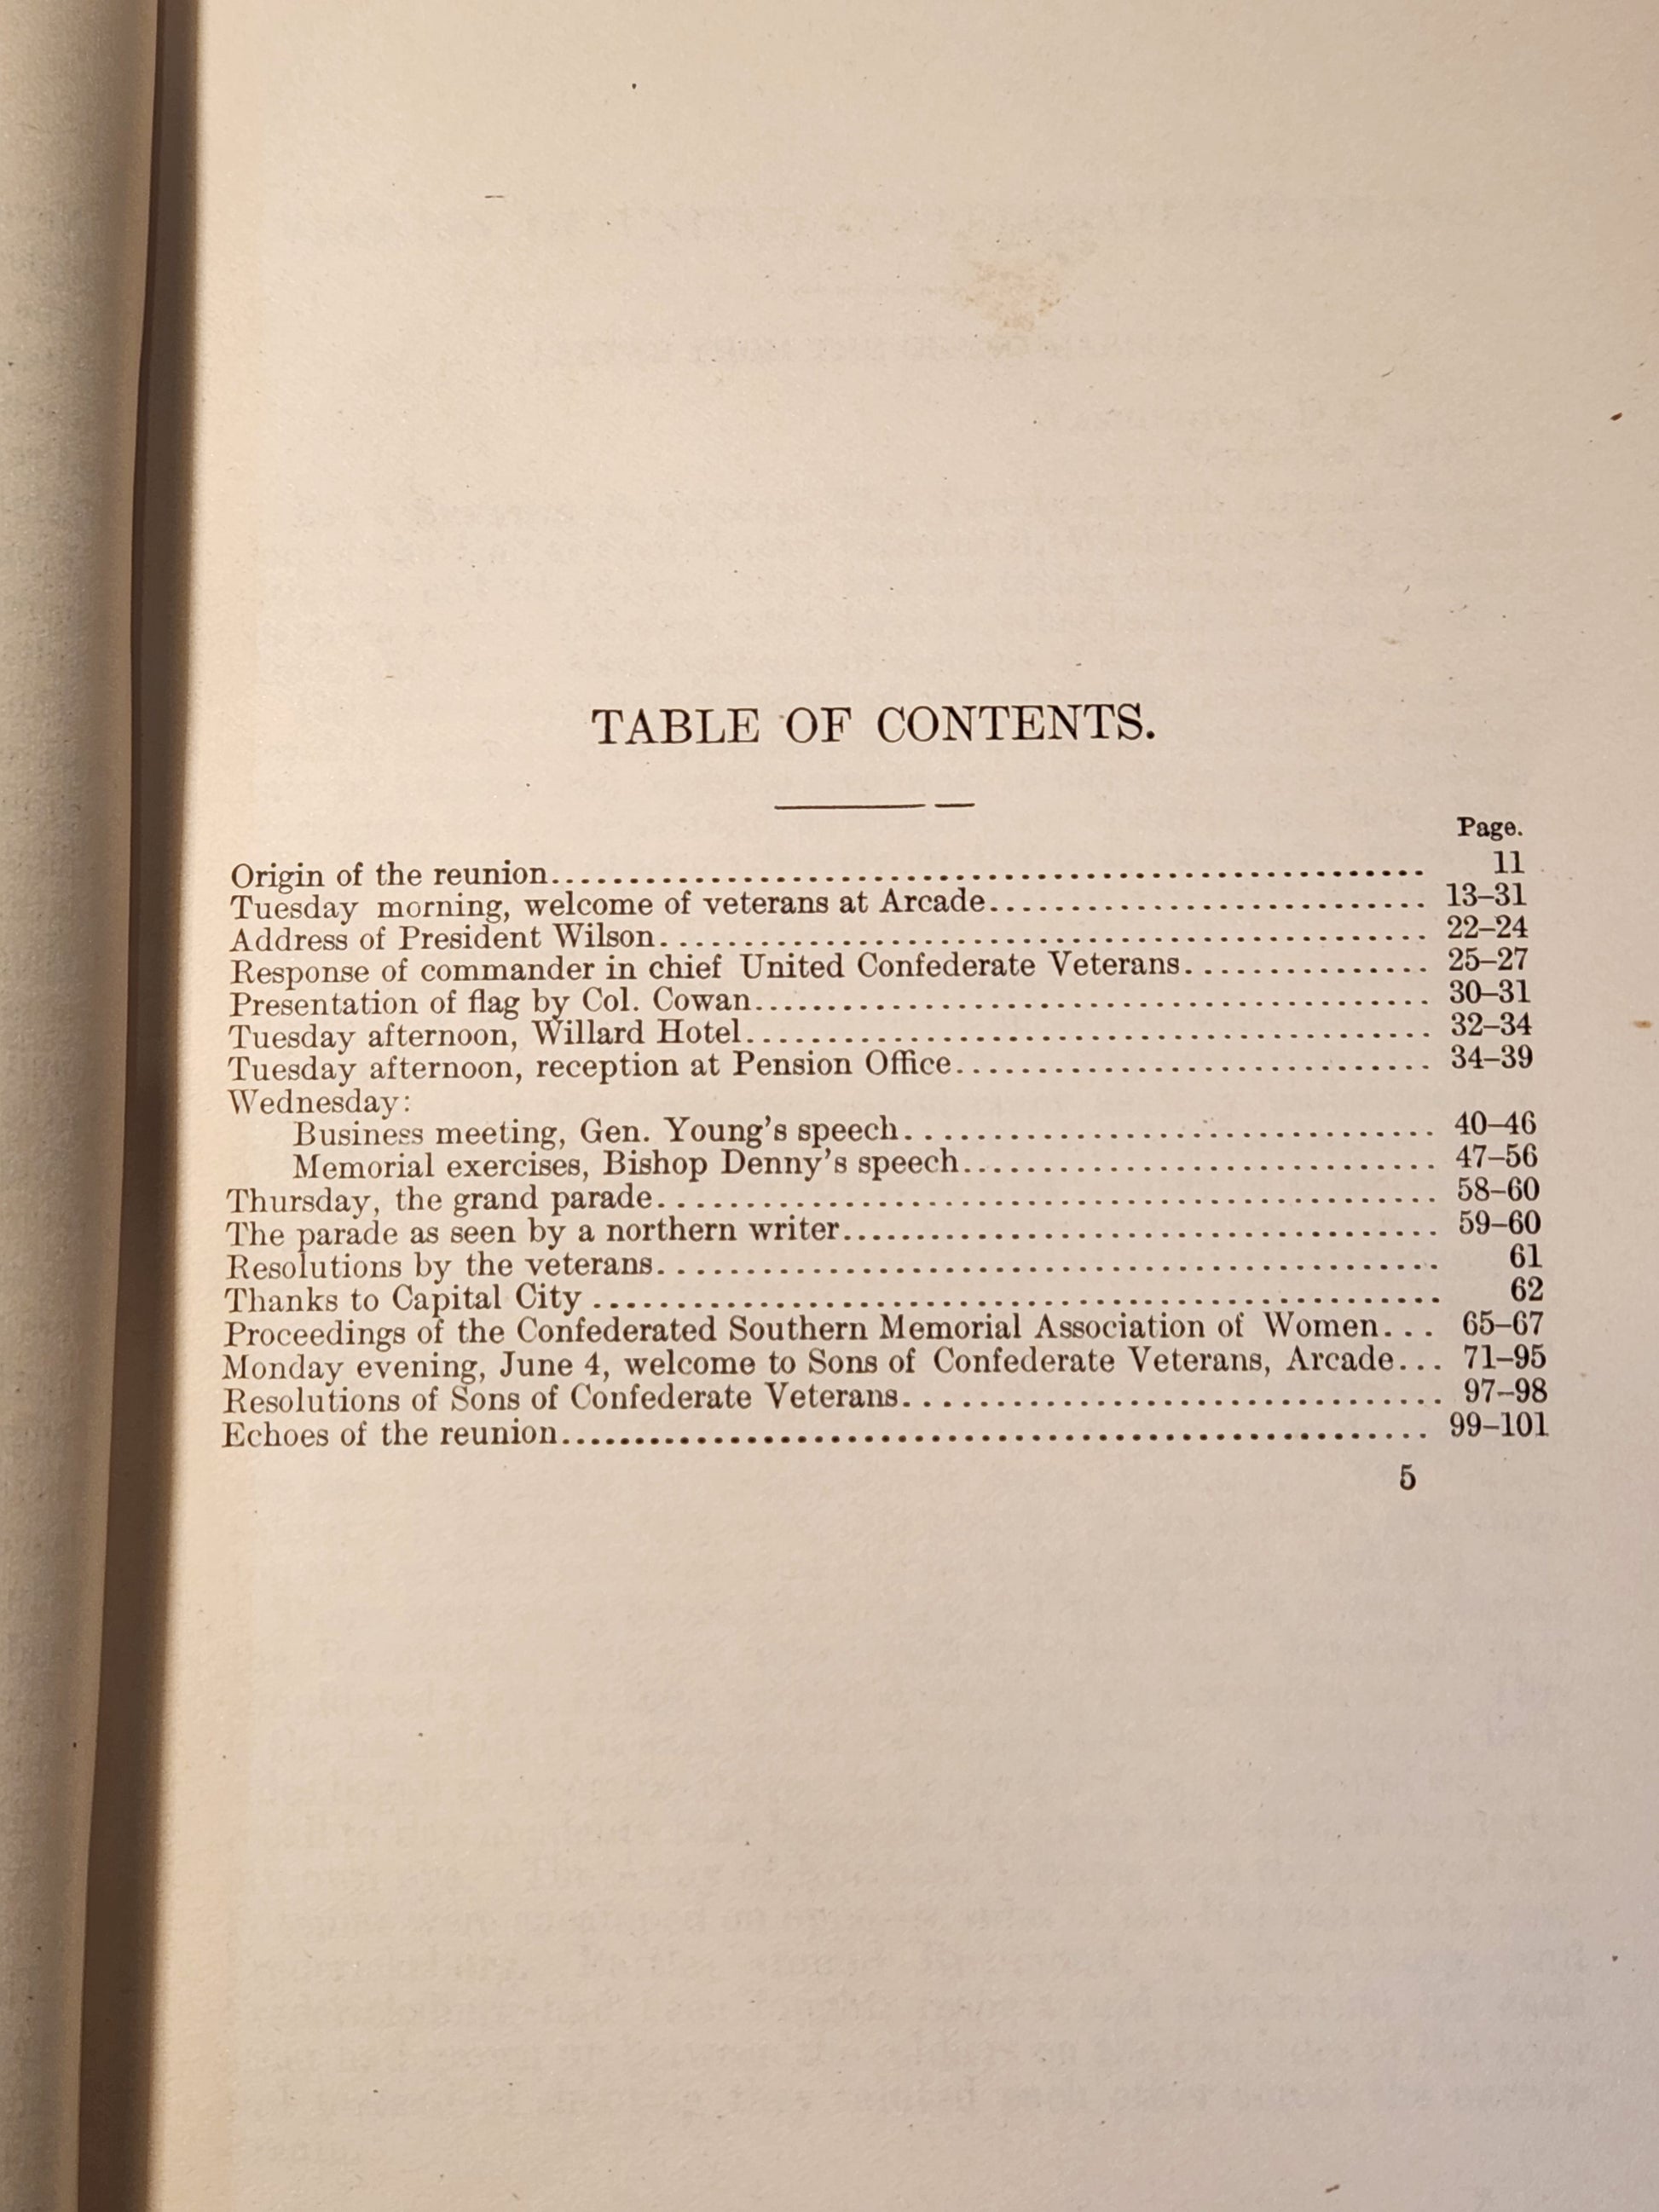 TABLE OF CONTENTS.
Page.
Origin of the reunion........................................................ 11
Tuesday morning, welcome of veterans at Arcade............................ 13–31
Address of President Wilson................................................ 22–24
Response of commander in chief United Confederate Veterans................ 25–27
Presentation of flag by Col. Cowan.......................................... 30–31
Tuesday afternoon, Willard Hotel............................................ 32–34
Tuesday afternoon, reception at Pension Office.............................. 34–39
Wednesday:
Business meeting, Gen. Young's speech.................................. 40–46
Memorial exercises, Bishop Denny's speech.............................. 47–56
Thursday, the grand parade.................................................. 58–60
The parade as seen by a northern writer..................................... 59–60
Resolutions by the veterans................................................. 61
Thanks to Capital City ..................................................... 62
Proceedings of the Confederated Southern Memorial Association of Women... 65–67
Monday evening, June 4, welcome to Sons of Confederate Veterans, Arcade... 71–95
Resolutions of Sons of Confederate Veterans................................. 97–98
Echoes of the reunion....................................................... 99–101
5